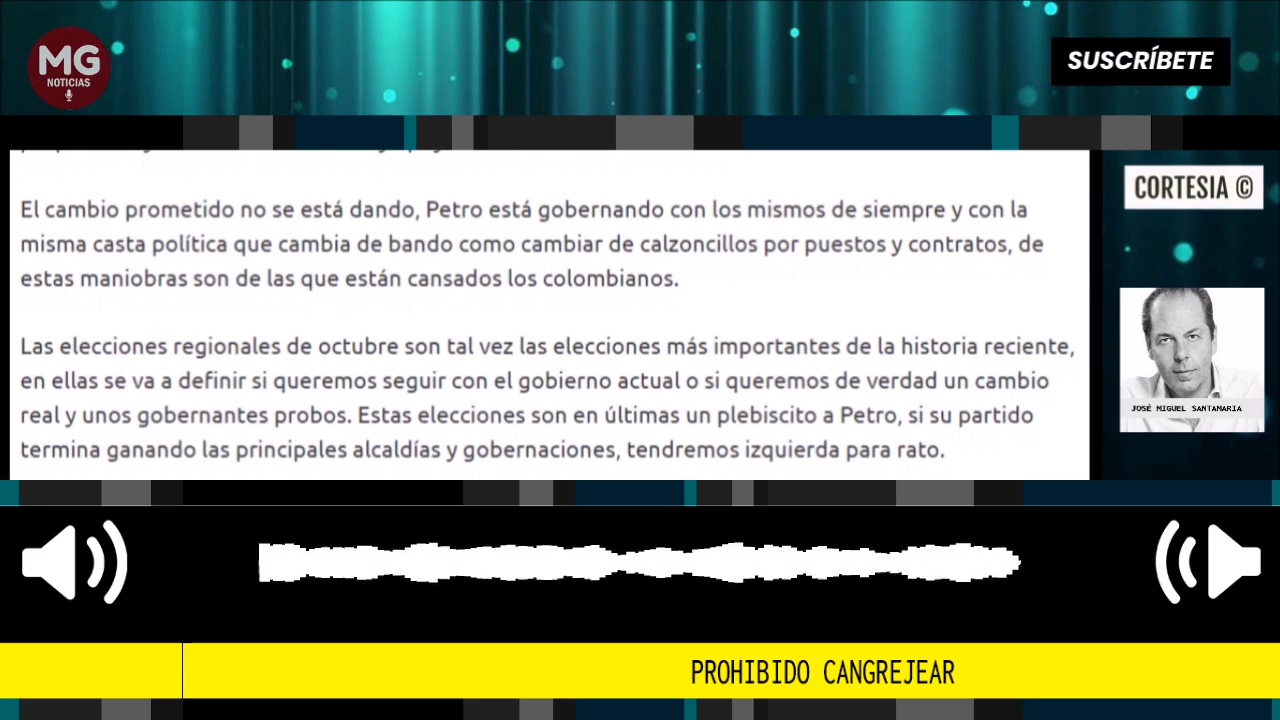 MG
NOTICIAS
SUSCRÍBETE
CORTESIA ©
El cambio prometido no se está dando, Petro está gobernando con los mismos de siempre y con la
misma casta política que cambia de bando como cambiar de calzoncillos por puestos y contratos, de
estas maniobras son de las que están cansados los colombianos.
Las elecciones regionales de octubre son tal vez las elecciones más importantes de la historia reciente,
en ellas se va a definir si queremos seguir con el gobierno actual o si queremos de verdad un cambio
real y unos gobernantes probos. Estas elecciones son en últimas un plebiscito a Petro, si su partido
termina ganando las principales alcaldías y gobernaciones, tendremos izquierda para rato.
JOSÉ MIGUEL SANTAMARIA
PROHIBIDO CANGREJEAR